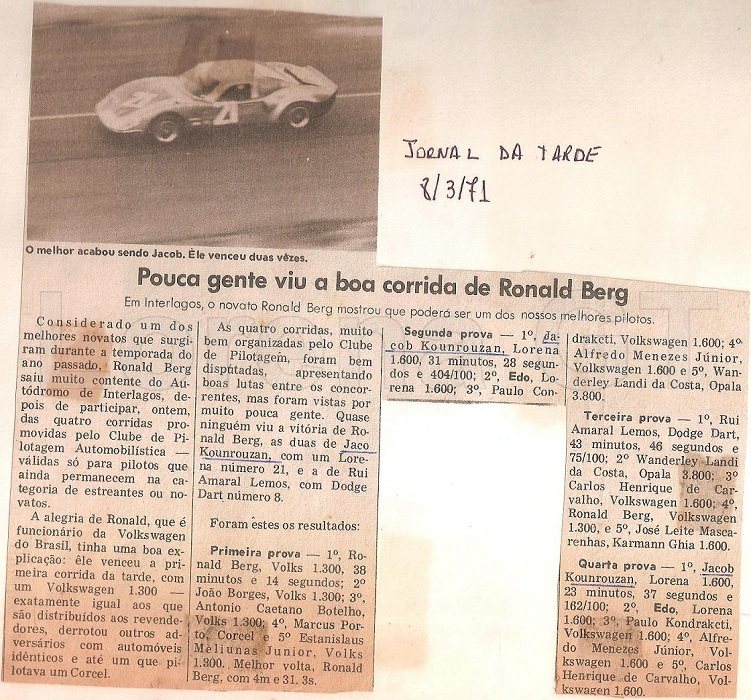 21
21
JORNAL DA TARDE
8/3/71
O melhor acabou sendo Jacob. Êle venceu duas vêzes.
Pouca gente viu a boa corrida de Ronald Berg
Em Interlagos, o novato Ronald Berg mostrou que poderá ser um dos nossos melhores pilotos.
Considerado um dos
melhores novatos que surgi-
ram durante a temporada do
ano passado, Ronald Berg
saiu muito contente do Au-
tódromo de Interlagos, de-
pois de participar, ontem,
das quatro corridas pro-
movidas pelo Clube de Pi-
lotagem Automobilística —
válidas só para pilotos que
ainda permanecem na ca-
tegoria de estreantes ou no-
vatos.
A alegria de Ronald, que é
funcionário da Volkswagen
do Brasil, tinha uma boa ex-
plicação: êle venceu a pri-
meira corrida da tarde, com
um Volkswagen 1.300 —
exatamente igual aos que
são distribuídos aos revende-
dores, derrotou outros ad-
versários com automóveis
idênticos e até um que pi-
lotava um Corcel.
As quatro corridas, muito
bem organizadas pelo Clube
de Pilotagem, foram bem
disputadas, apresentando
boas lutas entre os concor-
rentes, mas foram vistas por
muito pouca gente. Quase
ninguém viu a vitória de Ro-
nald Berg, as duas de Jaco
Kounrouzan, com um Lore-
na número 21, e a de Rui
Amaral Lemos, com Dodge
Dart número 8.
Foram êstes os resultados:
Primeira prova — 1º, Ro-
nald Berg, Volks 1.300, 38
minutos e 14 segundos; 2º
João Borges, Volks 1.300; 3º,
Antonio Caetano Botelho,
Volks 1.300; 4º, Marcus Por-
to, Corcel e 5º Estanislaus
Meliunas Junior, Volks
1.300. Melhor volta, Ronald
Berg, com 4m e 31. 3s.
Segunda prova — 1º, Ja-
cob Kounrouzan, Lorena
1.600, 31 minutos, 28 segun-
dos e 404/100; 2º, Edo, Lo-
rena 1.600; 3º, Paulo Con-
draketi, Volkswagen 1.600; 4º
Alfredo Menezes Júnior,
Volkswagen 1.600 e 5º, Wan-
derley Landi da Costa, Opala
3.800.
Terceira prova — 1º, Rui
Amaral Lemos, Dodge Dart,
43 minutos, 46 segundos e
75/100; 2º Wanderley Landi
da Costa, Opala 3.800; 3º
Carlos Henrique de Car-
valho, Volkswagen 1.600; 4º,
Ronald Berg, Volkswagen
1.300, e 5º, José Leite Masca-
renhas, Karmann Ghia 1.600.
Quarta prova — 1º, Jacob
Kounrouzan, Lorena 1.600,
23 minutos, 37 segundos e
162/100; 2º, Edo, Lorena
1.600; 3º, Paulo Kondrakti,
Volkswagen 1.600; 4º, Alfre-
do Menezes Júnior, Vol-
kswagen 1.600 e 5º, Carlos
Henrique de Carvalho, Volks-
wagen 1.600.